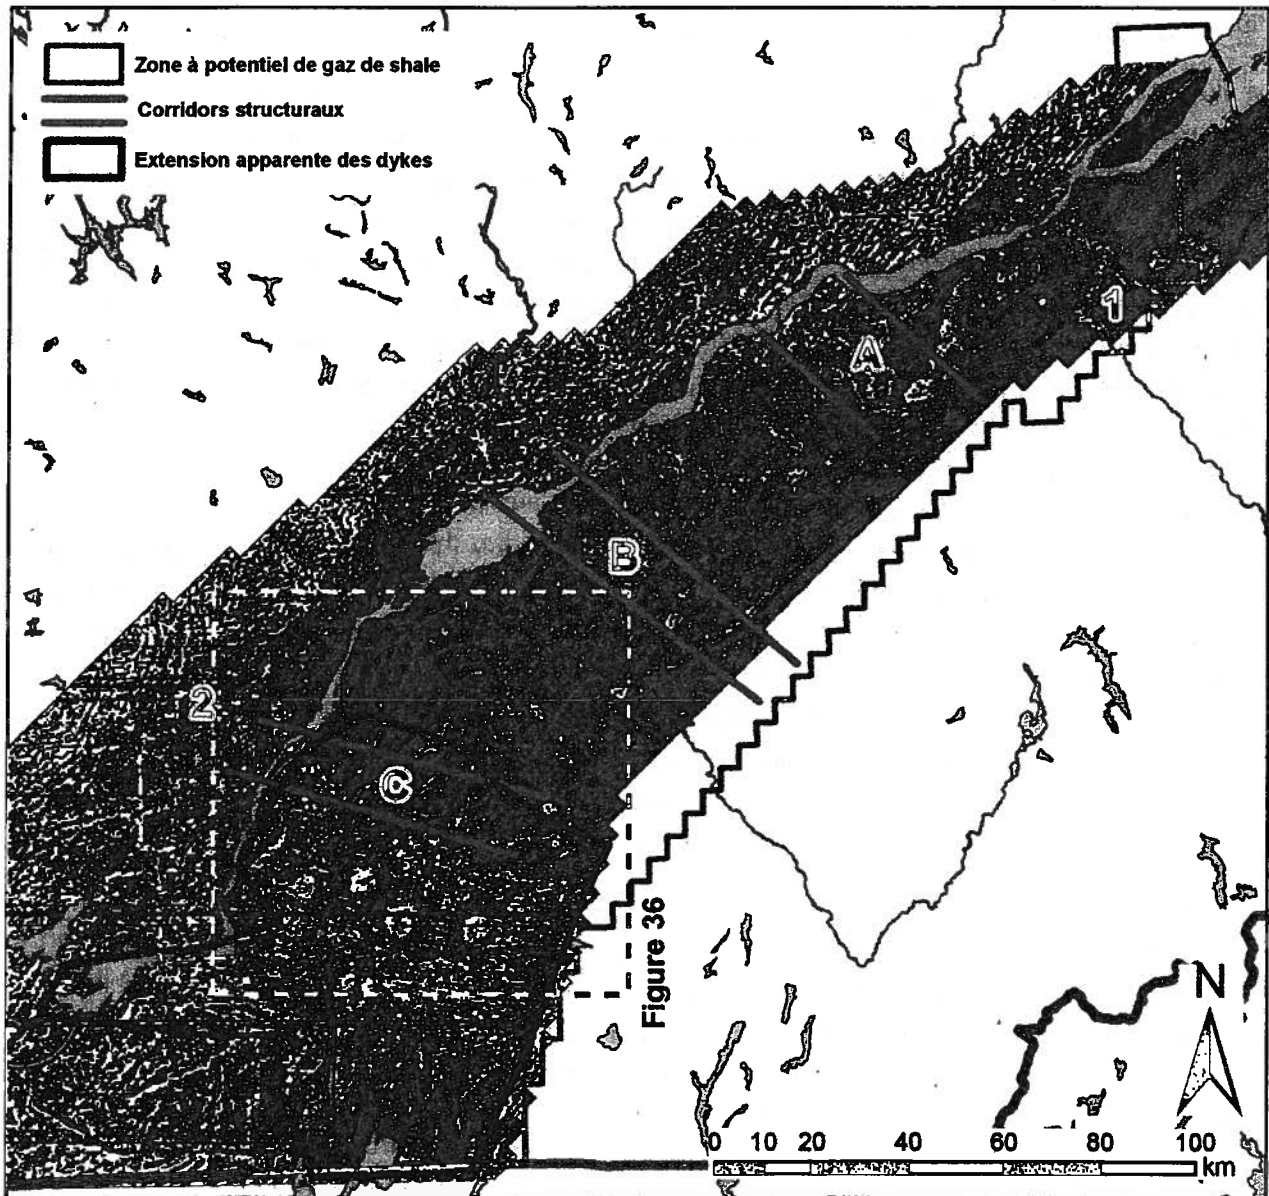 Zone à potentiel de gaz de shale
Corridors structuraux
Extension apparente des dykes
1
A
B
2
C
Figure 36
N
0 10 20 40 60 80 100
km